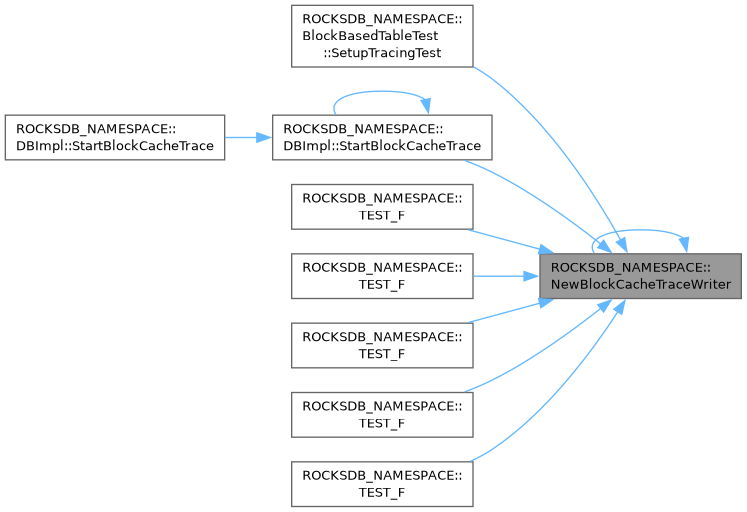 ROCKSDB_NAMESPACE::
BlockBasedTableTest
::SetupTracingTest
ROCKSDB_NAMESPACE::
DBImpl::StartBlockCacheTrace
ROCKSDB_NAMESPACE::
DBImpl::StartBlockCacheTrace
ROCKSDB_NAMESPACE::
TEST_F
ROCKSDB_NAMESPACE::
TEST_F
ROCKSDB_NAMESPACE::
NewBlockCacheTraceWriter
ROCKSDB_NAMESPACE::
TEST_F
ROCKSDB_NAMESPACE::
TEST_F
ROCKSDB_NAMESPACE::
TEST_F